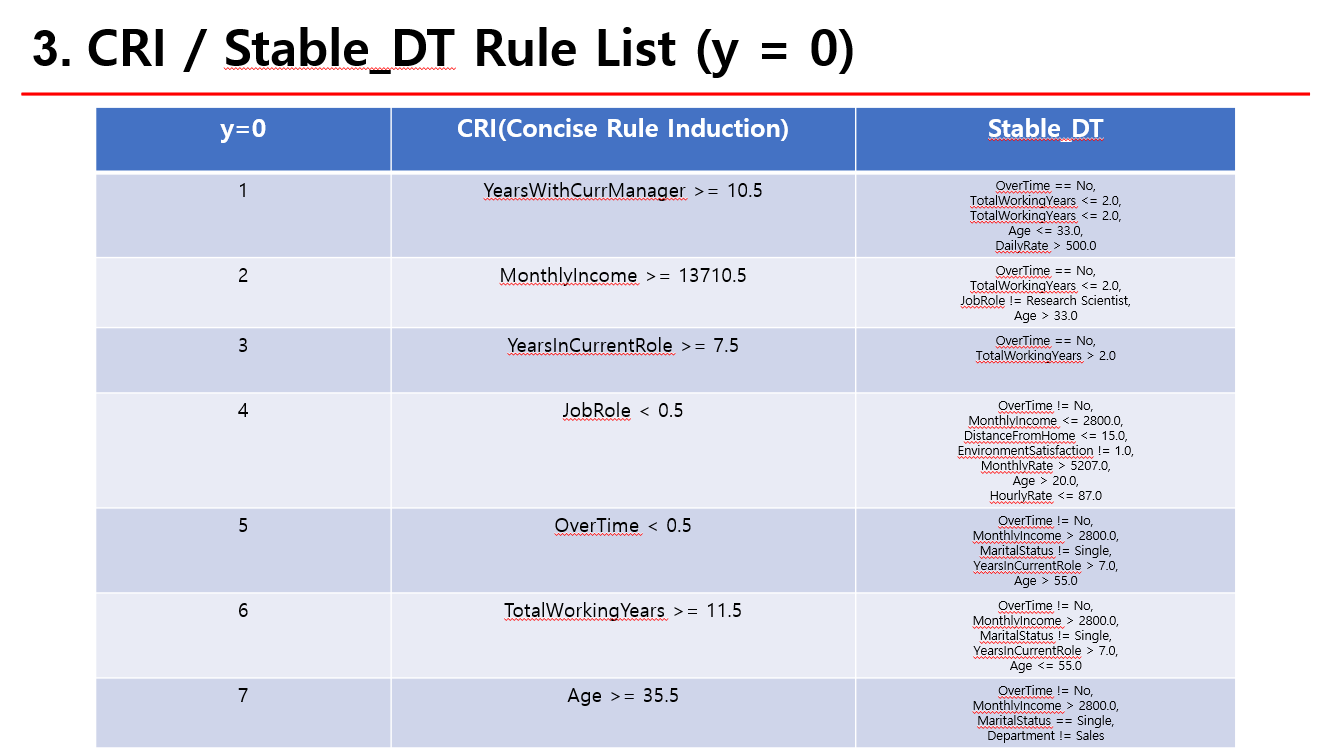 3. CRI / Stable_DT Rule List (y = 0)
y=0 CRI(Concise Rule Induction) Stable_DT
1 YearsWithCurrManager >= 10.5
OverTime == No,
TotalWorkingYears <= 2.0,
TotalWorkingYears <= 2.0,
Age <= 33.0,
DailyRate > 500.0
2 MonthlyIncome >= 13710.5
OverTime == No,
TotalWorkingYears <= 2.0,
JobRole != Research Scientist,
Age > 33.0
3 YearsInCurrentRole >= 7.5
OverTime == No,
TotalWorkingYears > 2.0
4 JobRole < 0.5
OverTime != No,
MonthlyIncome <= 2800.0,
DistanceFromHome <= 15.0,
EnvironmentSatisfaction != 1.0,
MonthlyRate > 5207.0,
Age > 20.0,
HourlyRate <= 87.0
5 OverTime < 0.5
OverTime != No,
MonthlyIncome > 2800.0,
MaritalStatus != Single,
YearsInCurrentRole > 7.0,
Age > 55.0
6 TotalWorkingYears >= 11.5
OverTime != No,
MonthlyIncome > 2800.0,
MaritalStatus != Single,
YearsInCurrentRole > 7.0,
Age <= 55.0
7 Age >= 35.5
OverTime != No,
MonthlyIncome > 2800.0,
MaritalStatus == Single,
Department != Sales